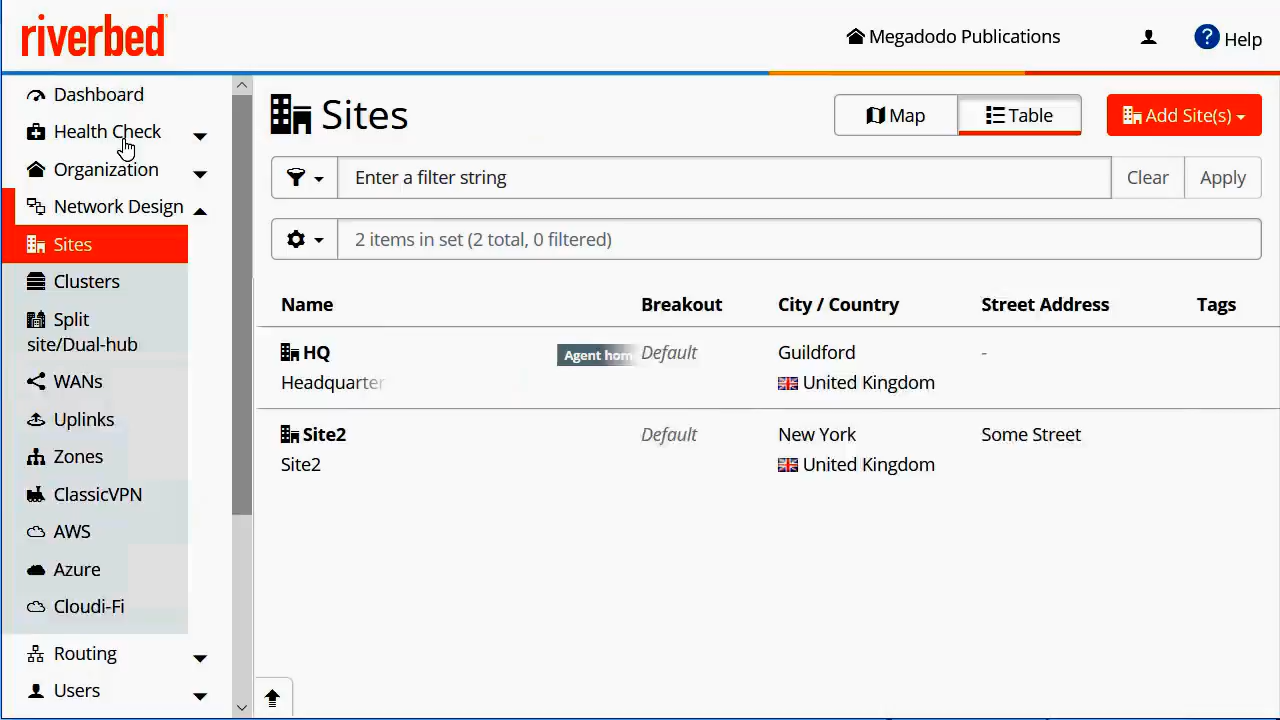 riverbed
Megadodo Publications
? Help
Dashboard
Health Check
Organization
Network Design
Sites
Clusters
Split
site/Dual-hub
WANs
Uplinks
Zones
ClassicVPN
AWS
Azure
Cloudi-Fi
Routing
Users
Sites
Map
Table
Add Site(s)
Enter a filter string
Clear
Apply
2 items in set (2 total, 0 filtered)
Name Breakout City / Country Street Address Tags
HQ Agent hom Default Guildford -
Headquarter United Kingdom
Site2 Default New York Some Street
Site2 United Kingdom